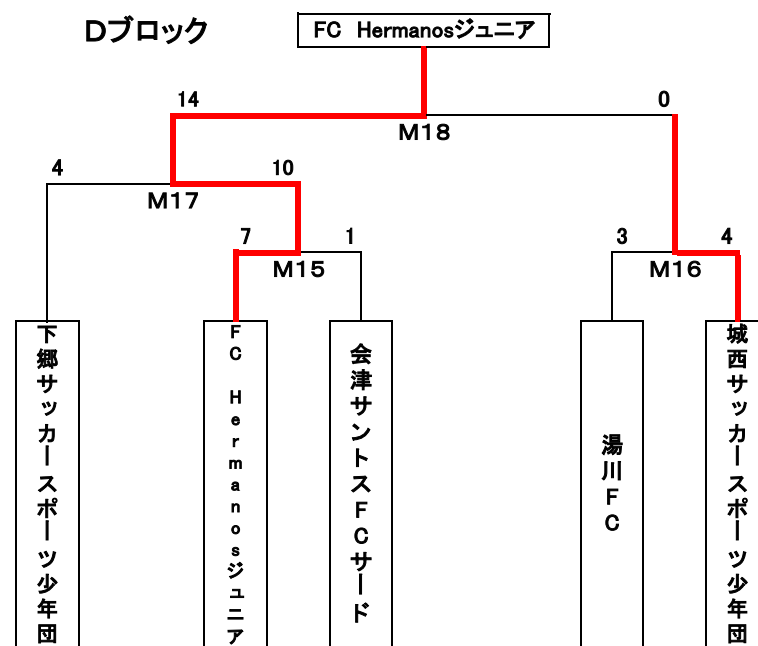 Dブロック
FC Hermanosジュニア
14
0
M18
4
10
M17
7
1
M15
3
4
M16
下郷サッカースポーツ少年団
FC Hermanosジュニア
会津サントスFCサード
湯川FC
城西サッカースポーツ少年団